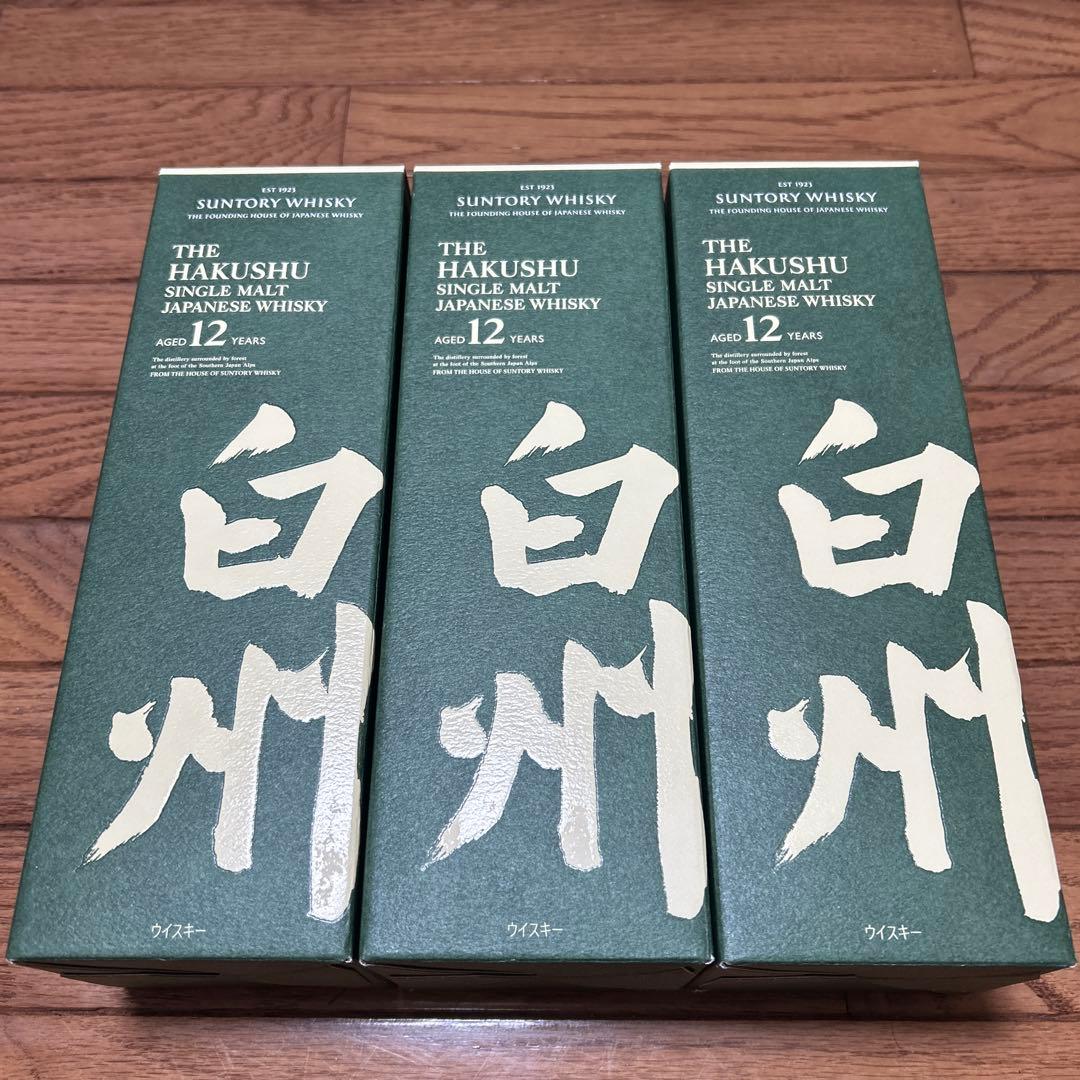 EST 1923
SUNTORY WHISKY
THE FOUNDING HOUSE OF JAPANESE WHISKY
THE
HAKUSHU
SINGLE MALT
JAPANESE WHISKY
AGED 12 YEARS
The distillery surrounded by forest
at the foot of the Southern Japan Alps
FROM THE HOUSE OF SUNTORY WHISKY
白州
ウイスキー
EST 1923
SUNTORY WHISKY
THE FOUNDING HOUSE OF JAPANESE WHISKY
THE
HAKUSHU
SINGLE MALT
JAPANESE WHISKY
AGED 12 YEARS
The distillery surrounded by forest
at the foot of the Southern Japan Alps
FROM THE HOUSE OF SUNTORY WHISKY
白州
ウイスキー
EST 1923
SUNTORY WHISKY
THE FOUNDING HOUSE OF JAPANESE WHISKY
THE
HAKUSHU
SINGLE MALT
JAPANESE WHISKY
AGED 12 YEARS
The distillery surrounded by forest
at the foot of the Southern Japan Alps
FROM THE HOUSE OF SUNTORY WHISKY
白州
ウイスキー